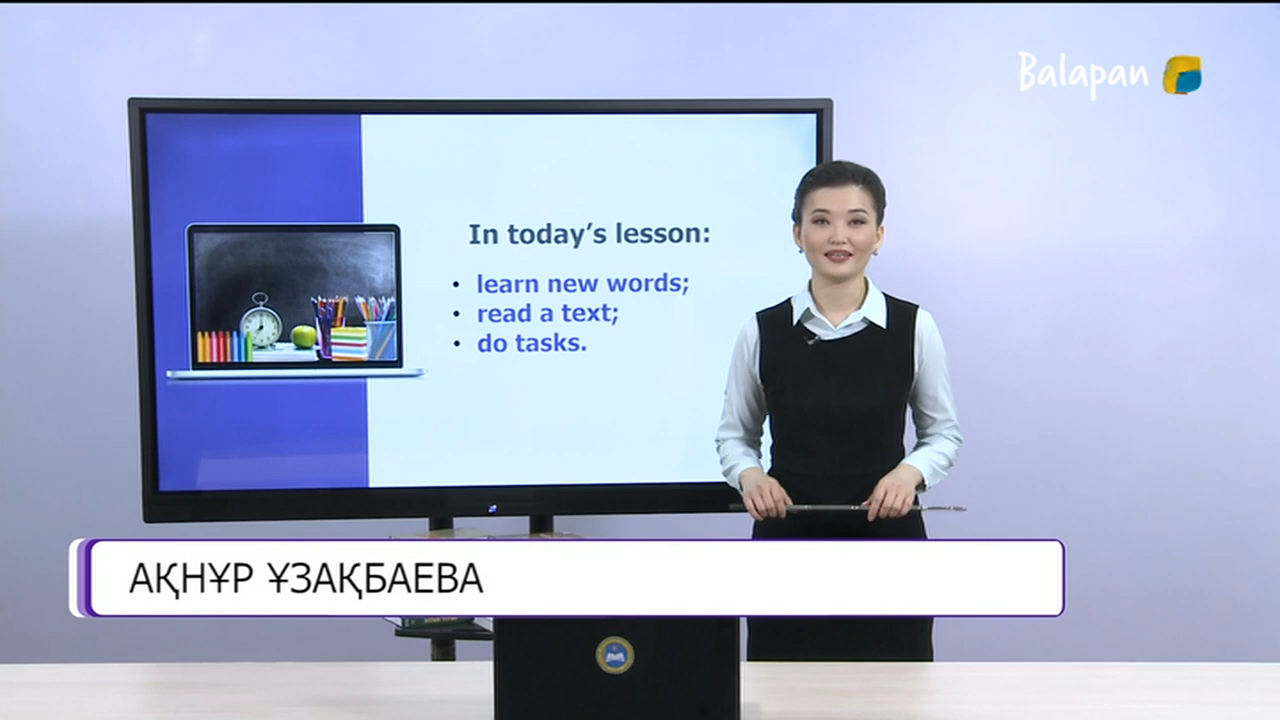 Balapan
In today's lesson:
• learn new words;
• read a text;
• do tasks.
АҚНҰР ҰЗАҚБАЕВА